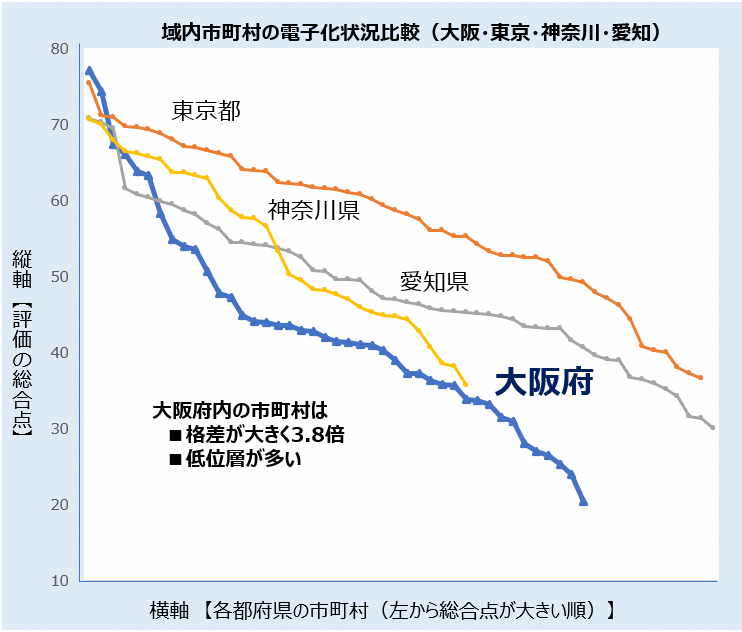 域内市町村の電子化状況比較（大阪・東京・神奈川・愛知）
80
70
60
50
40
30
20
10
縦軸【評価の総合点】
東京都
神奈川県
愛知県
大阪府
大阪府内の市町村は
■格差が大きく3.8倍
■低位層が多い
横軸 【各都府県の市町村（左から総合点が大きい順）】